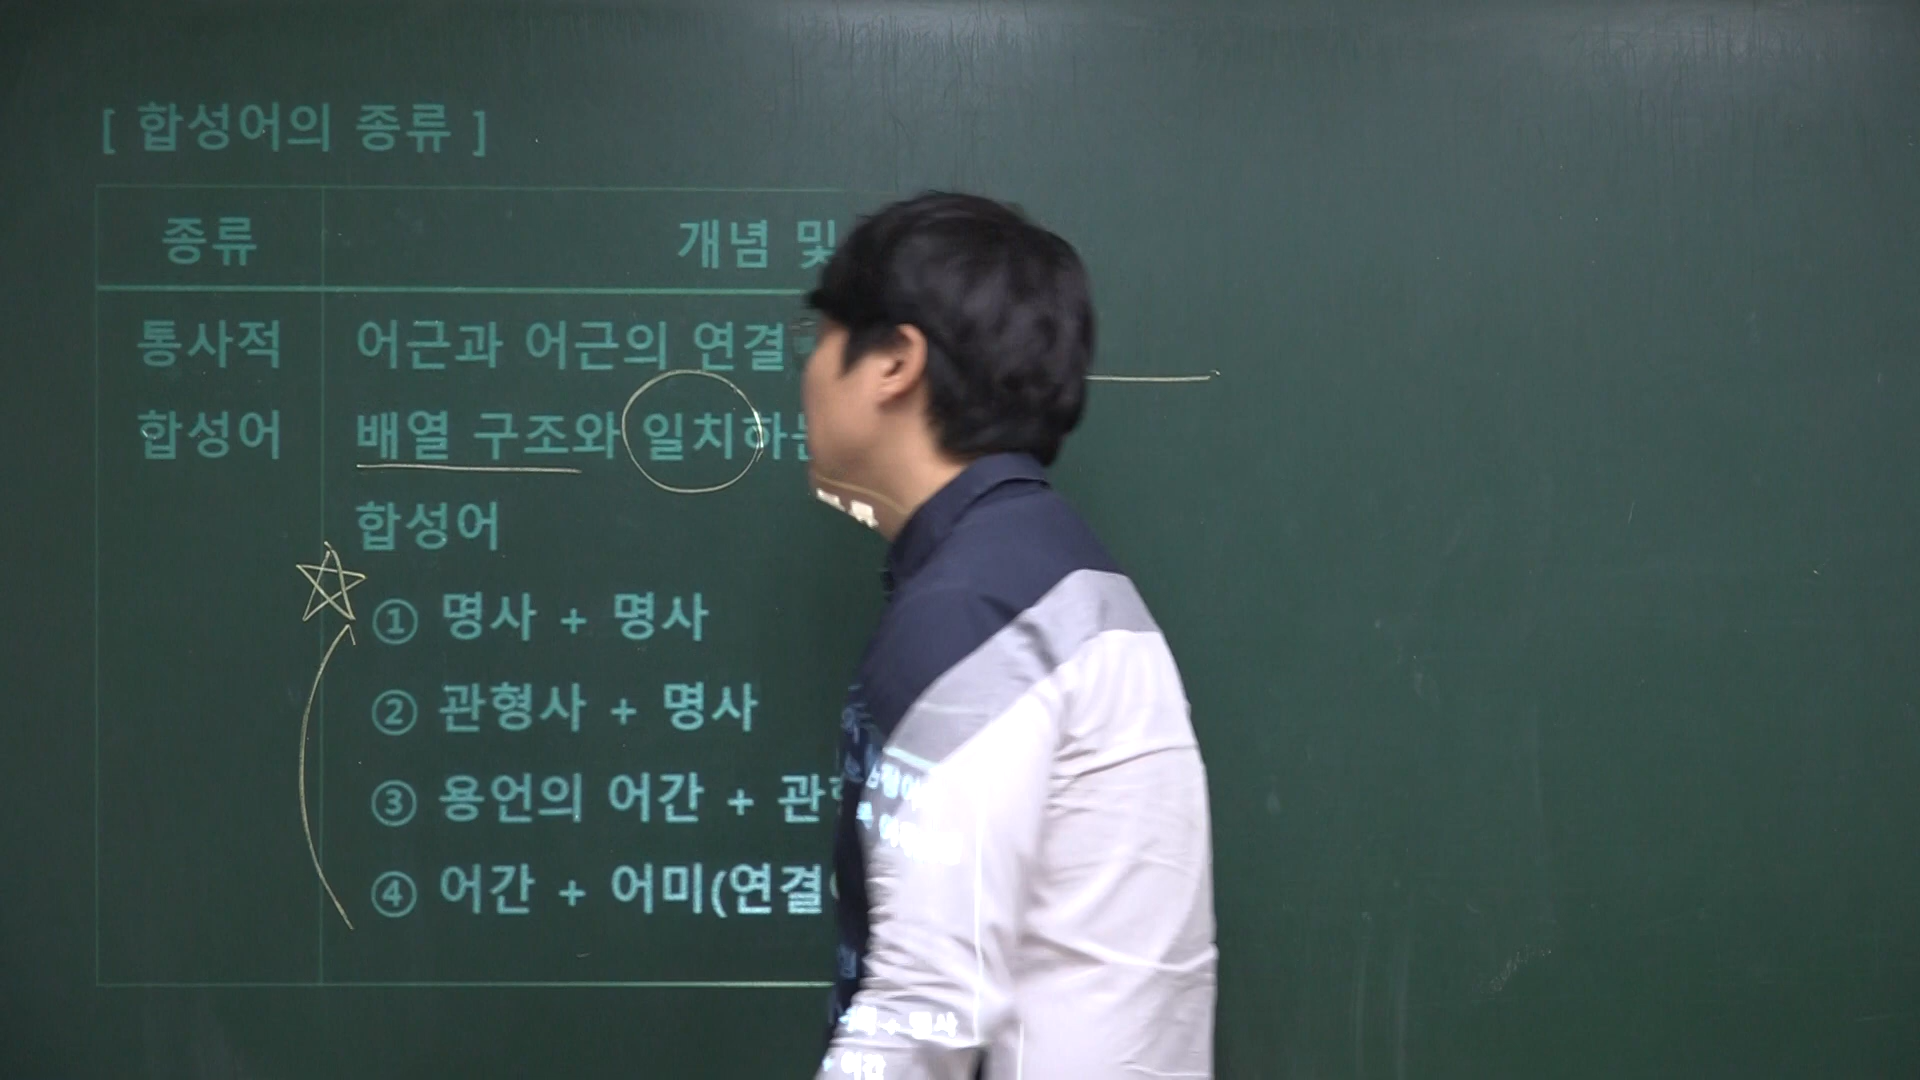 [ 합성어의 종류 ]
종류
개념 및
통사적
합성어
어근과 어근의 연결
배열 구조와 일치하는
합성어
① 명사 + 명사
② 관형사 + 명사
③ 용언의 어간 +
④ 어간 + 어미(연결